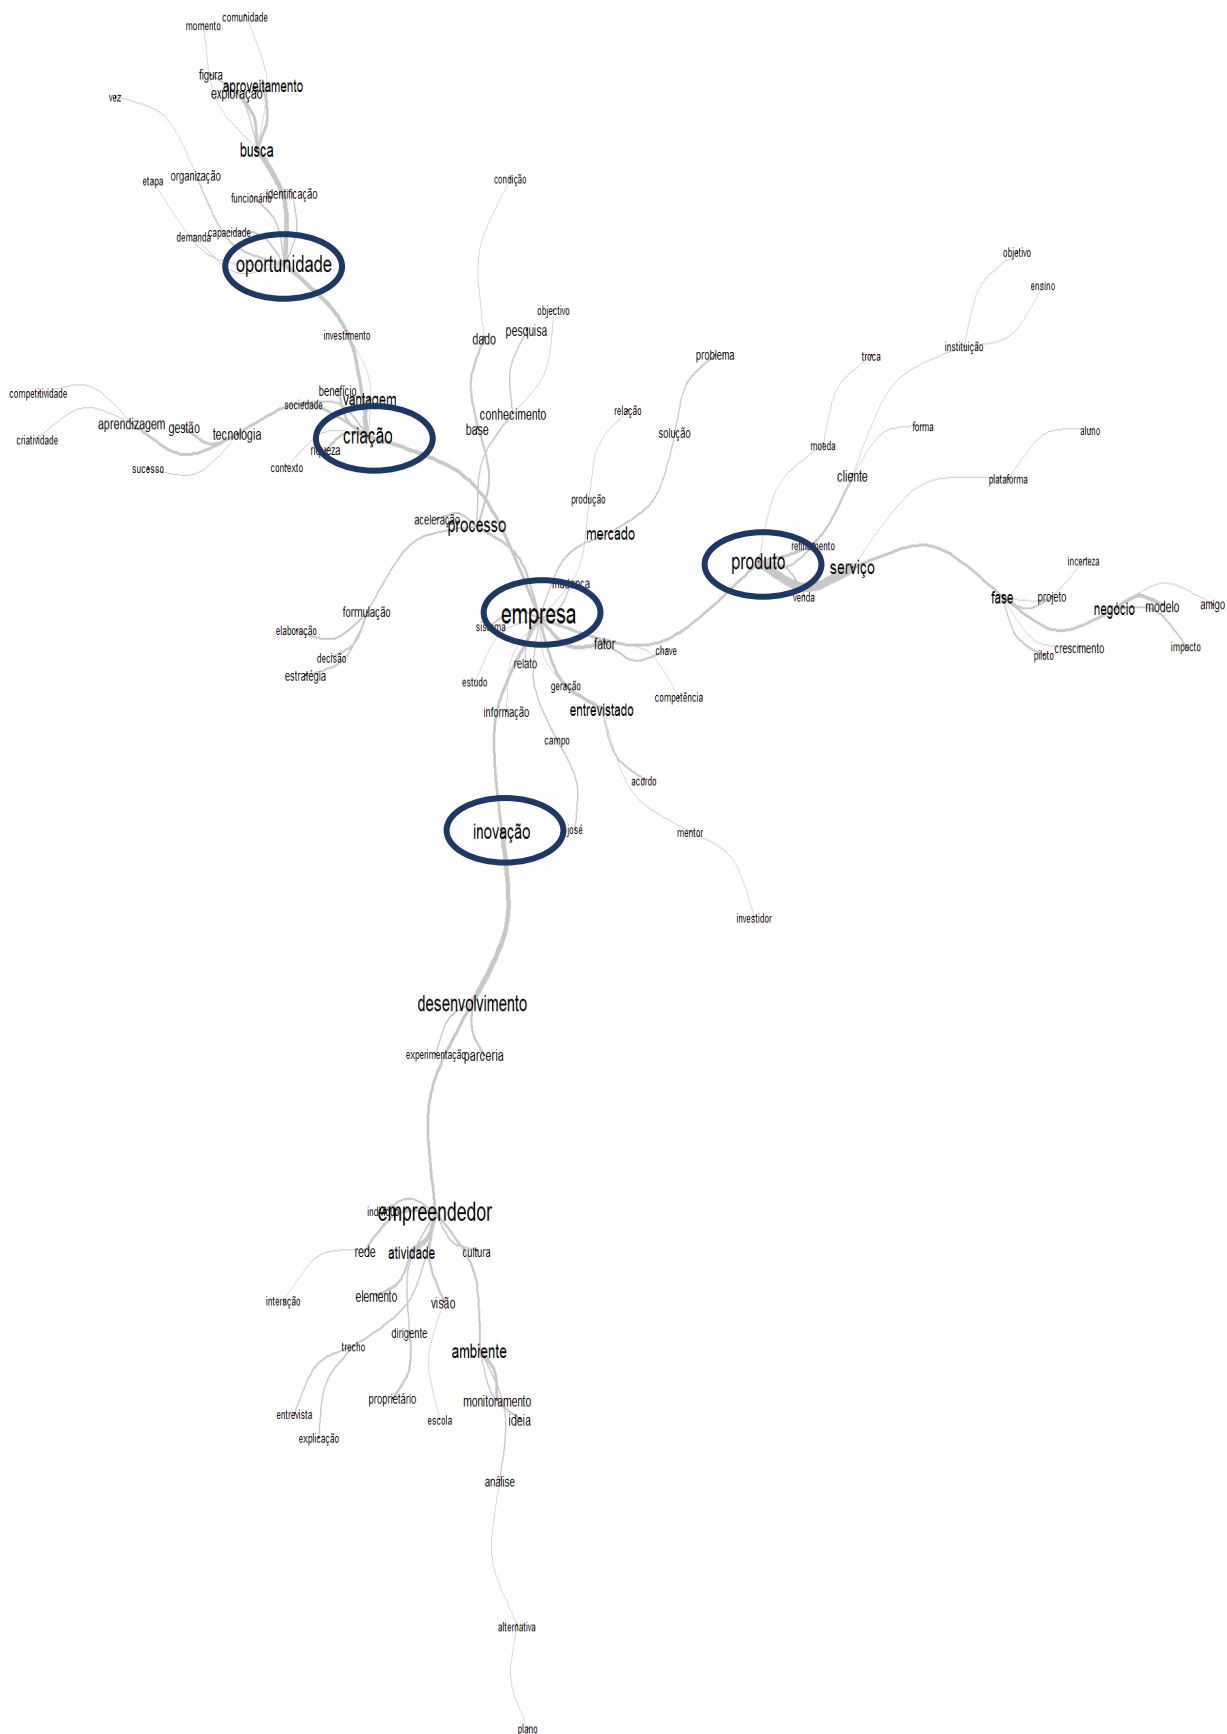 comunidade
momento
figura
aproveitamento
exploração
vez
busca
organização
etapa
identificação
funcionário
condição
capacidade
demanda
oportunidade
objetivo
ensino
objectivo
pesquisa
investimento
dado
instituição
problema
troca
benefício
competitividade
vantagem
sociedade
relação
conhecimento
aprendizagem
gestão
tecnologia
criação
base
solução
forma
aluno
criatividade
moeda
riqueza
sucesso
contexto
cliente
plataforma
produção
aceleração
processo
mercado
refinamento
produto
serviço
incerteza
mudança
venda
fase
projeto
negócio
modelo
amigo
formulação
empresa
sistema
elaboração
fator
chave
piloto
crescimento
impacto
decisão
relato
estratégia
estudo
geração
competência
informação
entrevistado
campo
acordo
inovação
josé
mentor
investidor
desenvolvimento
experimentação
parceria
indivíduo
empreendedor
rede
atividade
cultura
elemento
interação
visão
dirigente
trecho
ambiente
proprietário
monitoramento
entrevista
escola
ideia
explicação
análise
alternativa
plano